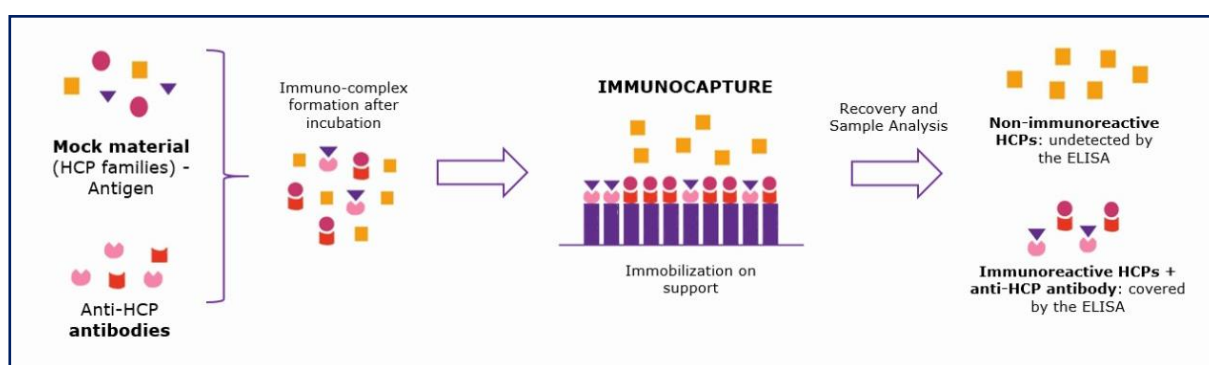 Mock material
(HCP families) -
Antigen
Anti-HCP
antibodies
Immuno-complex
formation after
incubation
IMMUNOCAPTURE
Immobilization on
support
Recovery and
Sample Analysis
Non-immunoreactive
HCPs: undetected by
the ELISA
Immunoreactive HCPs +
anti-HCP antibody: covered
by the ELISA